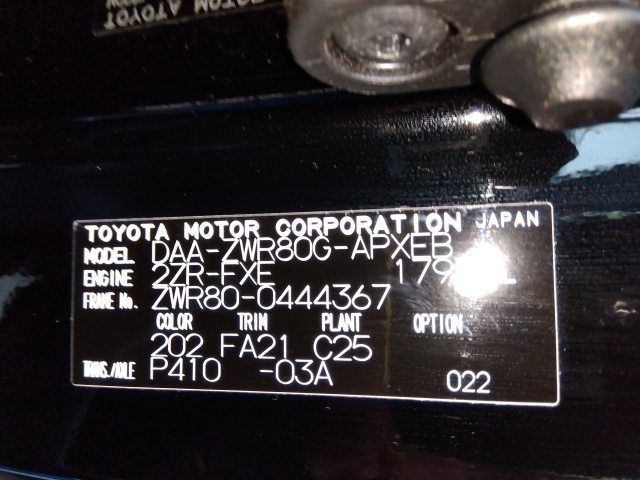 TOYOTA MOTOR CORPORATION JAPAN
MODEL DAA-ZWR80G-APXEB
ENGINE 2ZR-FXE
FRAME No. ZWR80-0444367
COLOR TRIM PLANT OPTION
202 FA21 C25
TRANS./AXLE P410 -03A 022